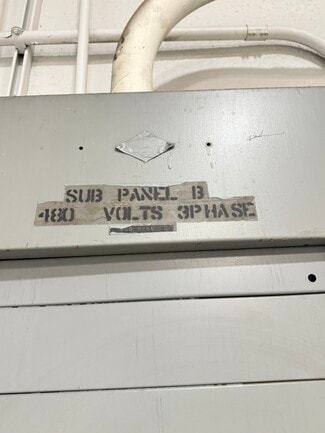 SUB PANEL B
480 VOLTS 3PHASE